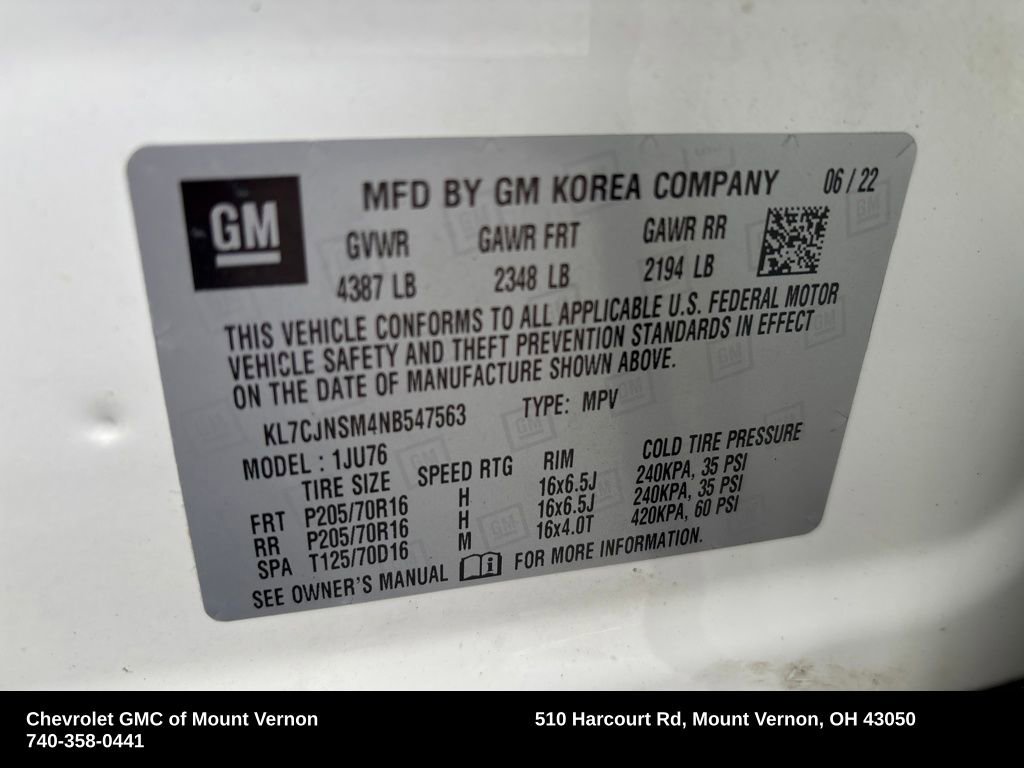 GM
MFD BY GM KOREA COMPANY 06 / 22
GVWR GAWR FRT GAWR RR
4387 LB 2348 LB 2194 LB
THIS VEHICLE CONFORMS TO ALL APPLICABLE U.S. FEDERAL MOTOR
VEHICLE SAFETY AND THEFT PREVENTION STANDARDS IN EFFECT
ON THE DATE OF MANUFACTURE SHOWN ABOVE.
KL7CJNSM4NB547563 TYPE: MPV
MODEL : 1JU76
TIRE SIZE SPEED RTG RIM COLD TIRE PRESSURE
FRT P205/70R16 H 16x6.5J 240KPA, 35 PSI
RR P205/70R16 H 16x6.5J 240KPA, 35 PSI
SPA T125/70D16 M 16x4.0T 420KPA, 60 PSI
SEE OWNER'S MANUAL i FOR MORE INFORMATION.
Chevrolet GMC of Mount Vernon 510 Harcourt Rd, Mount Vernon, OH 43050
740-358-0441